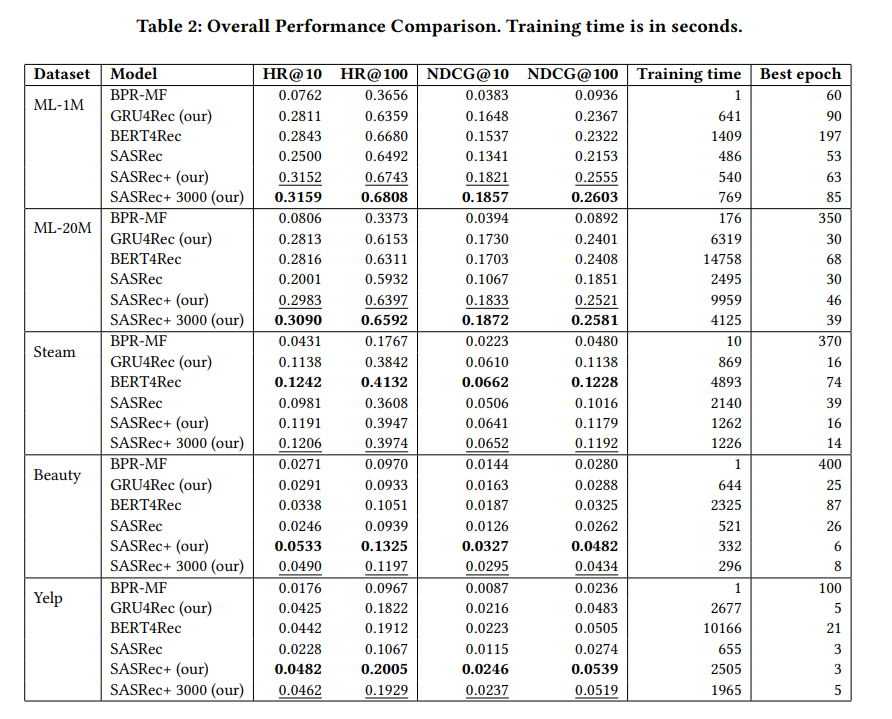 Table 2: Overall Performance Comparison. Training time is in seconds.
Dataset Model HR@10 HR@100 NDCG@10 NDCG@100 Training time Best epoch
ML-1M BPR-MF 0.0762 0.3656 0.0383 0.0936 1 60
GRU4Rec (our) 0.2811 0.6359 0.1648 0.2367 641 90
BERT4Rec 0.2843 0.6680 0.1537 0.2322 1409 197
SASRec 0.2500 0.6492 0.1341 0.2153 486 53
SASRec+ (our) 0.3152 0.6743 0.1821 0.2555 540 63
SASRec+ 3000 (our) 0.3159 0.6808 0.1857 0.2603 769 85
ML-20M BPR-MF 0.0806 0.3373 0.0394 0.0892 176 350
GRU4Rec (our) 0.2813 0.6153 0.1730 0.2401 6319 30
BERT4Rec 0.2816 0.6311 0.1703 0.2408 14758 68
SASRec 0.2001 0.5932 0.1067 0.1851 2495 30
SASRec+ (our) 0.2983 0.6397 0.1833 0.2521 9959 46
SASRec+ 3000 (our) 0.3090 0.6592 0.1872 0.2581 4125 39
Steam BPR-MF 0.0431 0.1767 0.0223 0.0480 10 370
GRU4Rec (our) 0.1138 0.3842 0.0610 0.1138 869 16
BERT4Rec 0.1242 0.4132 0.0662 0.1228 4893 74
SASRec 0.0981 0.3608 0.0506 0.1016 2140 39
SASRec+ (our) 0.1191 0.3947 0.0641 0.1179 1262 16
SASRec+ 3000 (our) 0.1206 0.3974 0.0652 0.1192 1226 14
Beauty BPR-MF 0.0271 0.0970 0.0144 0.0280 1 400
GRU4Rec (our) 0.0291 0.0933 0.0163 0.0288 644 25
BERT4Rec 0.0338 0.1051 0.0187 0.0325 2325 87
SASRec 0.0246 0.0939 0.0126 0.0262 521 26
SASRec+ (our) 0.0533 0.1325 0.0327 0.0482 332 6
SASRec+ 3000 (our) 0.0490 0.1197 0.0295 0.0434 296 8
Yelp BPR-MF 0.0176 0.0967 0.0087 0.0236 1 100
GRU4Rec (our) 0.0425 0.1822 0.0216 0.0483 2677 5
BERT4Rec 0.0442 0.1912 0.0223 0.0505 10166 21
SASRec 0.0228 0.1067 0.0115 0.0274 655 3
SASRec+ (our) 0.0482 0.2005 0.0246 0.0539 2505 3
SASRec+ 3000 (our) 0.0462 0.1929 0.0237 0.0519 1965 5